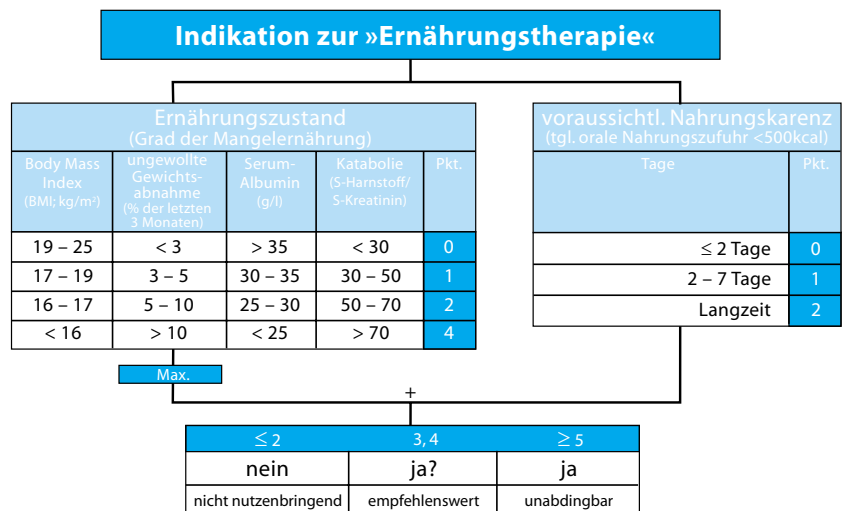 Indikation zur »Ernährungstherapie«
Ernährungszustand
(Grad der Mangelernährung)
Body Mass
Index
(BMI; kg/m²)
ungewollte
Gewichts-
abnahme
(% der letzten
3 Monaten)
Serum-
Albumin
(g/l)
Katabolie
(S-Harnstoff/
S-Kreatinin)
Pkt.
19 – 25 < 3 > 35 < 30 0
17 – 19 3 – 5 30 – 35 30 – 50 1
16 – 17 5 – 10 25 – 30 50 – 70 2
< 16 > 10 < 25 > 70 4
Max.
voraussichtl. Nahrungskarenz
(tgl. orale Nahrungszufuhr <500kcal)
Tage Pkt.
≤ 2 Tage 0
2 – 7 Tage 1
Langzeit 2
+
≤ 2 3, 4 ≥ 5
nein ja? ja
nicht nutzenbringend empfehlenswert unabdingbar